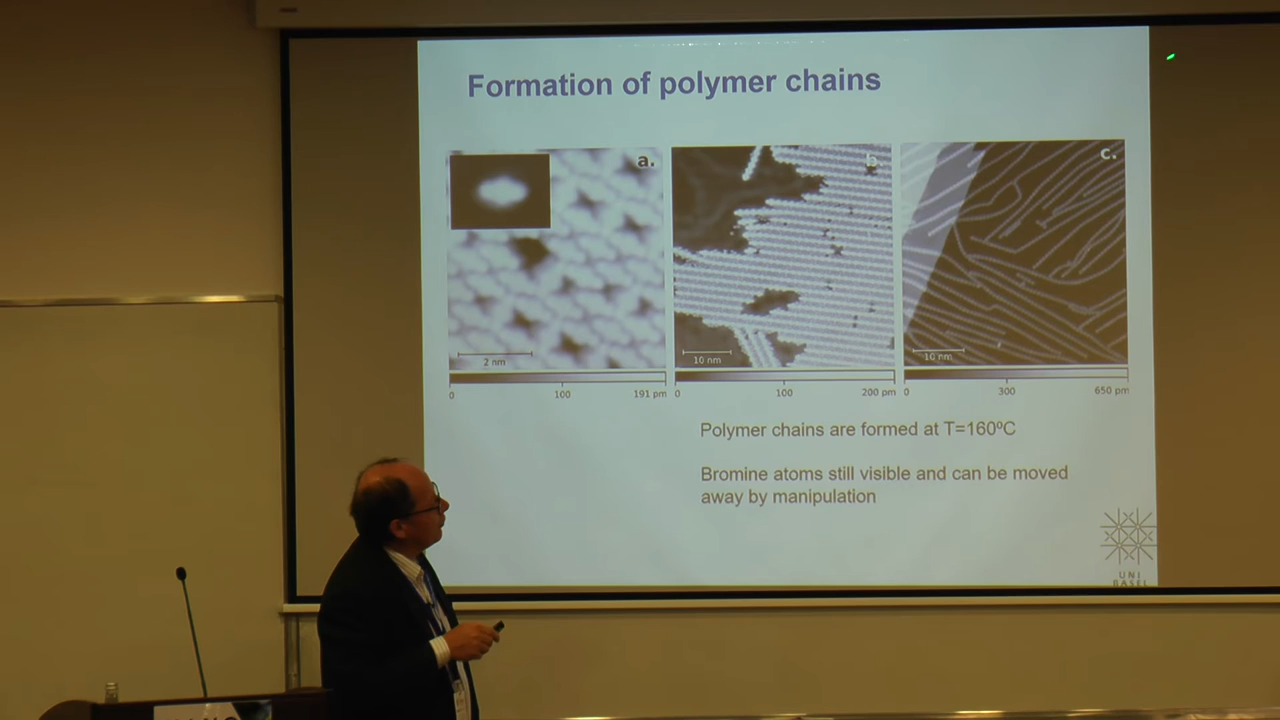 Formation of polymer chains
a.
b.
c.
2 nm
10 nm
10 nm
0 100 191 pm
0 100 200 pm
0 300 650 pm
Polymer chains are formed at T=160ºC
Bromine atoms still visible and can be moved
away by manipulation
UNI
BASEL